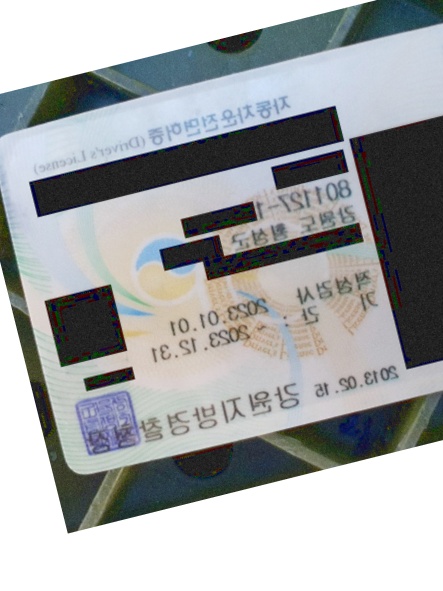 자동차운전면허증 (Driver's License)
801127-1
강원도 횡성군
적성검사 2023.01.01
기 간 : ~ 2023.12.31
2013.02.15 강원지방경찰청장